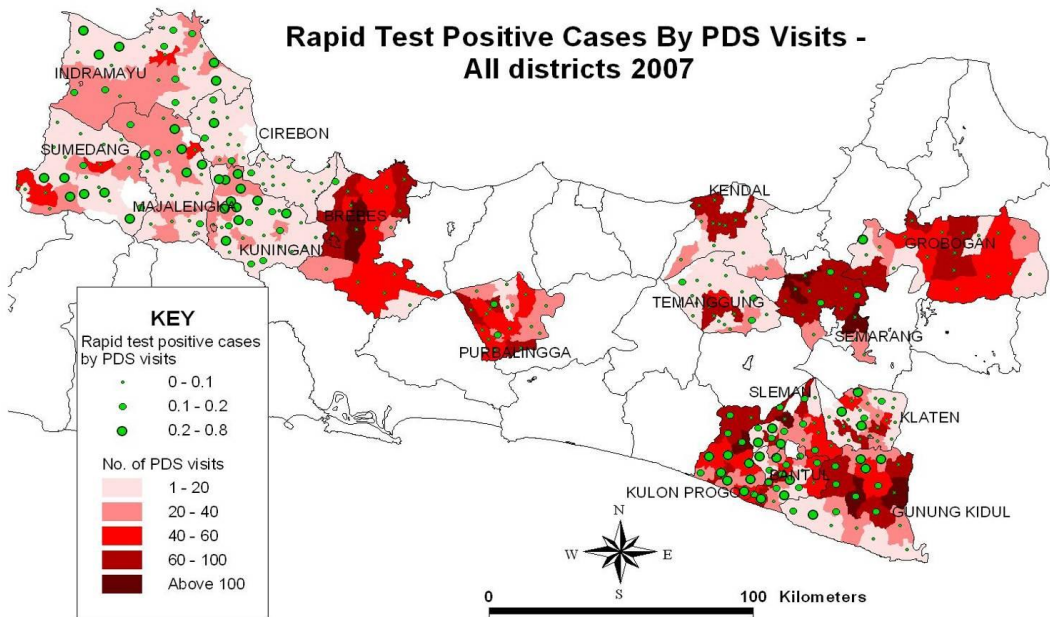 Rapid Test Positive Cases By PDS Visits -
All districts 2007
INDRAMAYU
CIREBON
SUMEDANG
MAJALENGKA
KUNINGAN
BREBES
KENDAL
GROBOGAN
TEMANGGUNG
SEMARANG
PURBALINGGA
SLEMAN
KLATEN
BANTUL
KULON PROGO
GUNUNG KIDUL
KEY
Rapid test positive cases
by PDS visits
0 - 0.1
0.1 - 0.2
0.2 - 0.8
No. of PDS visits
1 - 20
20 - 40
40 - 60
60 - 100
Above 100
N
W E
S
0 100 Kilometers